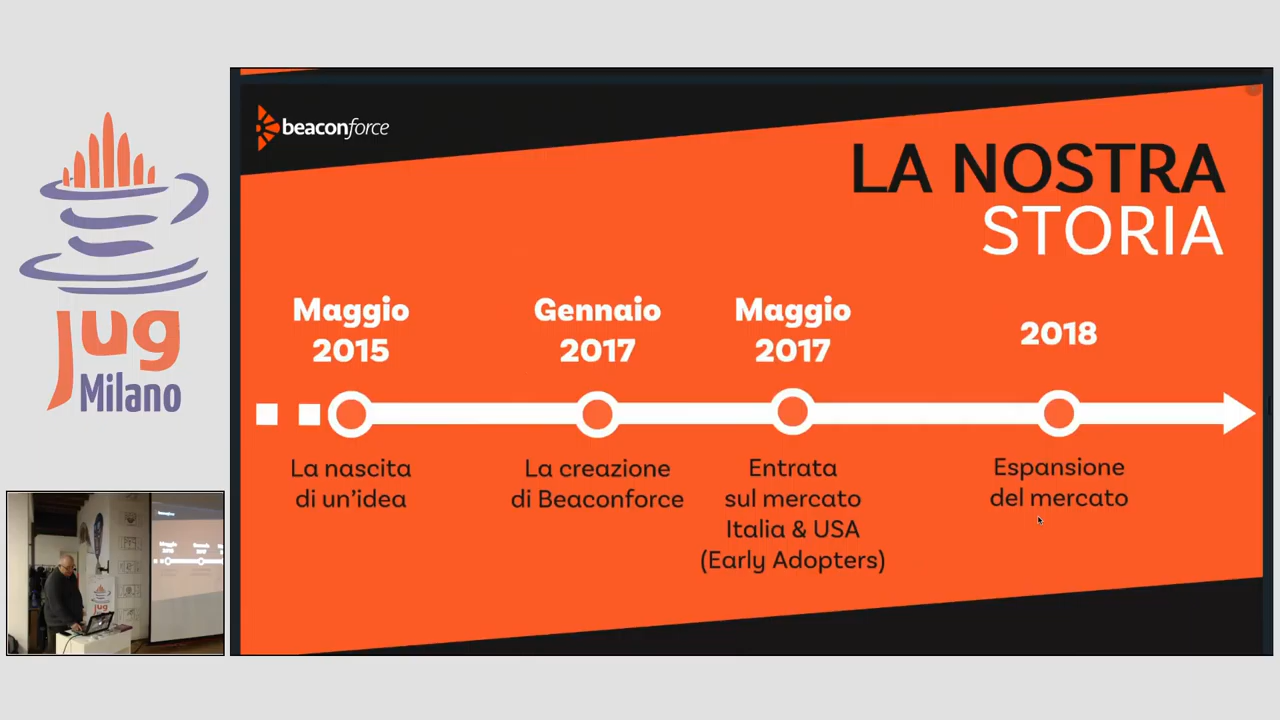 beaconforce
LA NOSTRA
STORIA
Maggio
2015
Gennaio
2017
Maggio
2017
2018
La nascita
di un'idea
La creazione
di Beaconforce
Entrata
sul mercato
Italia & USA
(Early Adopters)
Espansione
del mercato
jug
Milano
jug